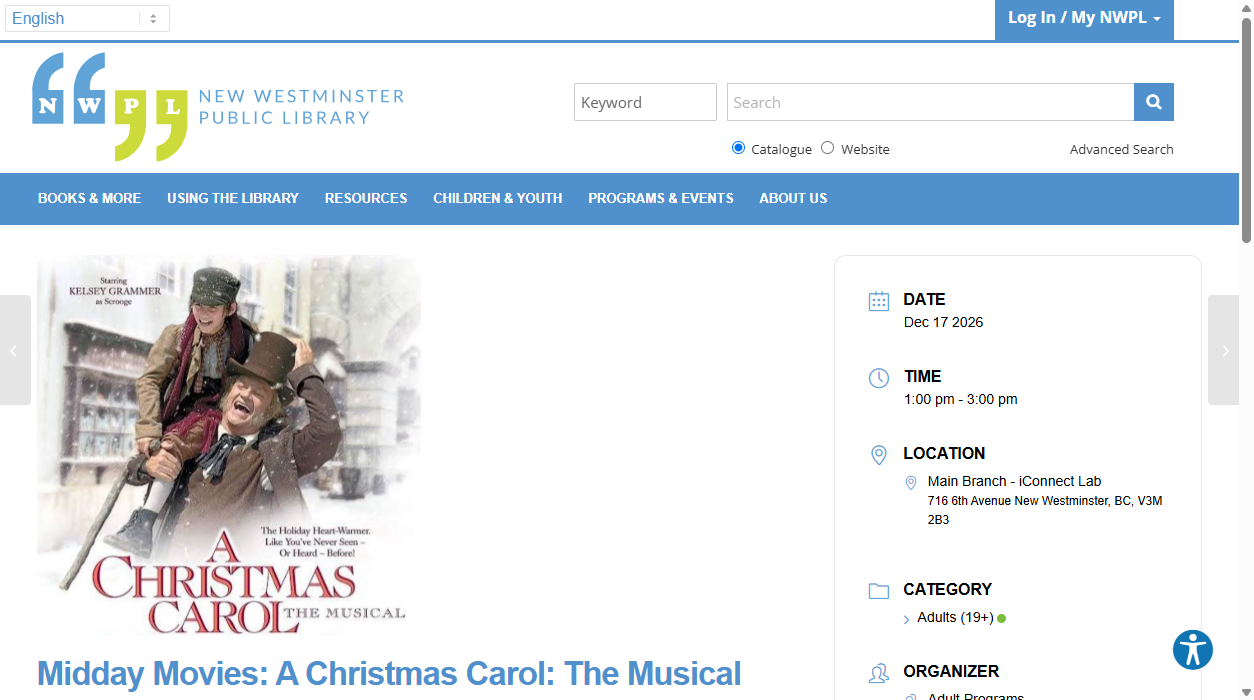 English
Log In / My NWPL
N W P L
NEW WESTMINSTER
PUBLIC LIBRARY
Keyword
Search
Catalogue
Website
Advanced Search
BOOKS & MORE
USING THE LIBRARY
RESOURCES
CHILDREN & YOUTH
PROGRAMS & EVENTS
ABOUT US
Starring
KELSEY GRAMMER
as Scrooge
The Holiday Heart-Warmer.
Like You've Never Seen –
Or Heard – Before!
A
CHRISTMAS
CAROL THE MUSICAL
Midday Movies: A Christmas Carol: The Musical
DATE
Dec 17 2026
TIME
1:00 pm - 3:00 pm
LOCATION
Main Branch - iConnect Lab
716 6th Avenue New Westminster, BC, V3M
2B3
CATEGORY
Adults (19+)
ORGANIZER
Adult Programs